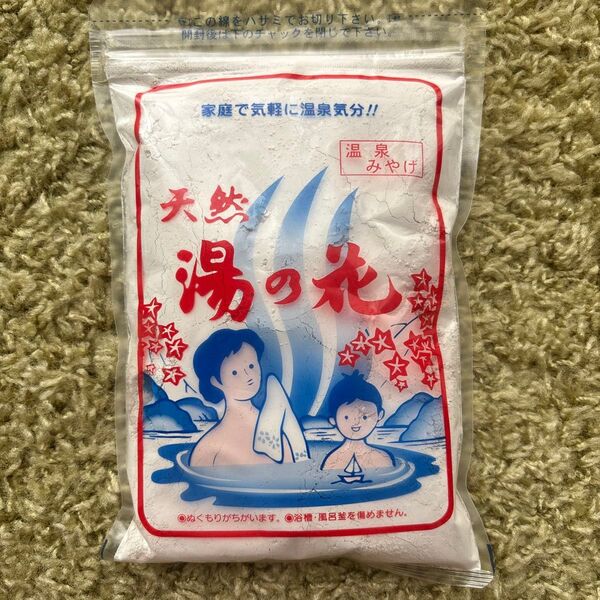 この線をハサミでお切り下さい。
開封後は下のチャックを閉じて下さい。
家庭で気軽に温泉気分!!
温泉
みやげ
天然
湯の花
◉ぬくもりがちがいます。◉浴槽・風呂釜を傷めません。